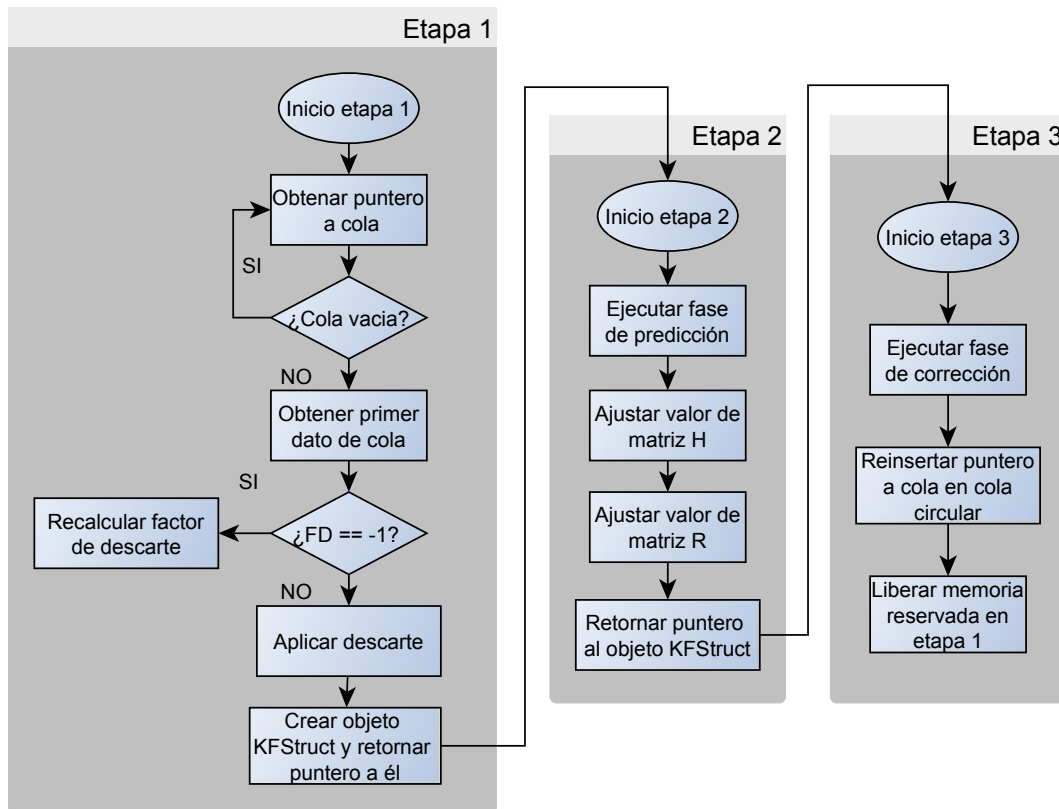 Etapa 1
Inicio etapa 1
Obtenar puntero
a cola
SI
¿Cola vacia?
NO
Obtener primer
dato de cola
SI
Recalcular factor
de descarte
¿FD == -1?
NO
Aplicar descarte
Crear objeto
KFStruct y retornar
puntero a él
Etapa 2
Inicio etapa 2
Ejecutar fase
de predicción
Ajustar valor de
matriz H
Ajustar valor de
matriz R
Retornar puntero
al objeto KFStruct
Etapa 3
Inicio etapa 3
Ejecutar fase
de corrección
Reinsertar puntero
a cola en cola
circular
Liberar memoria
reservada en
etapa 1